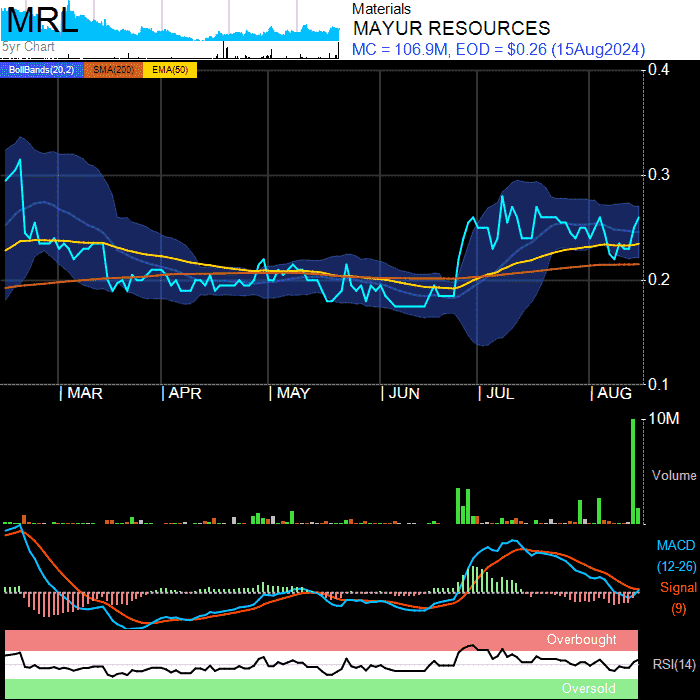 MRL
5yr Chart
Materials
MAYUR RESOURCES
MC = 106.9M, EOD = $0.26 (15Aug2024)
BollBands(20,2) SMA(200) EMA(50)
0.4
0.3
0.2
0.1
MAR APR MAY JUN JUL AUG
10M
Volume
MACD
(12-26)
Signal
(9)
Overbought
RSI(14)
Oversold